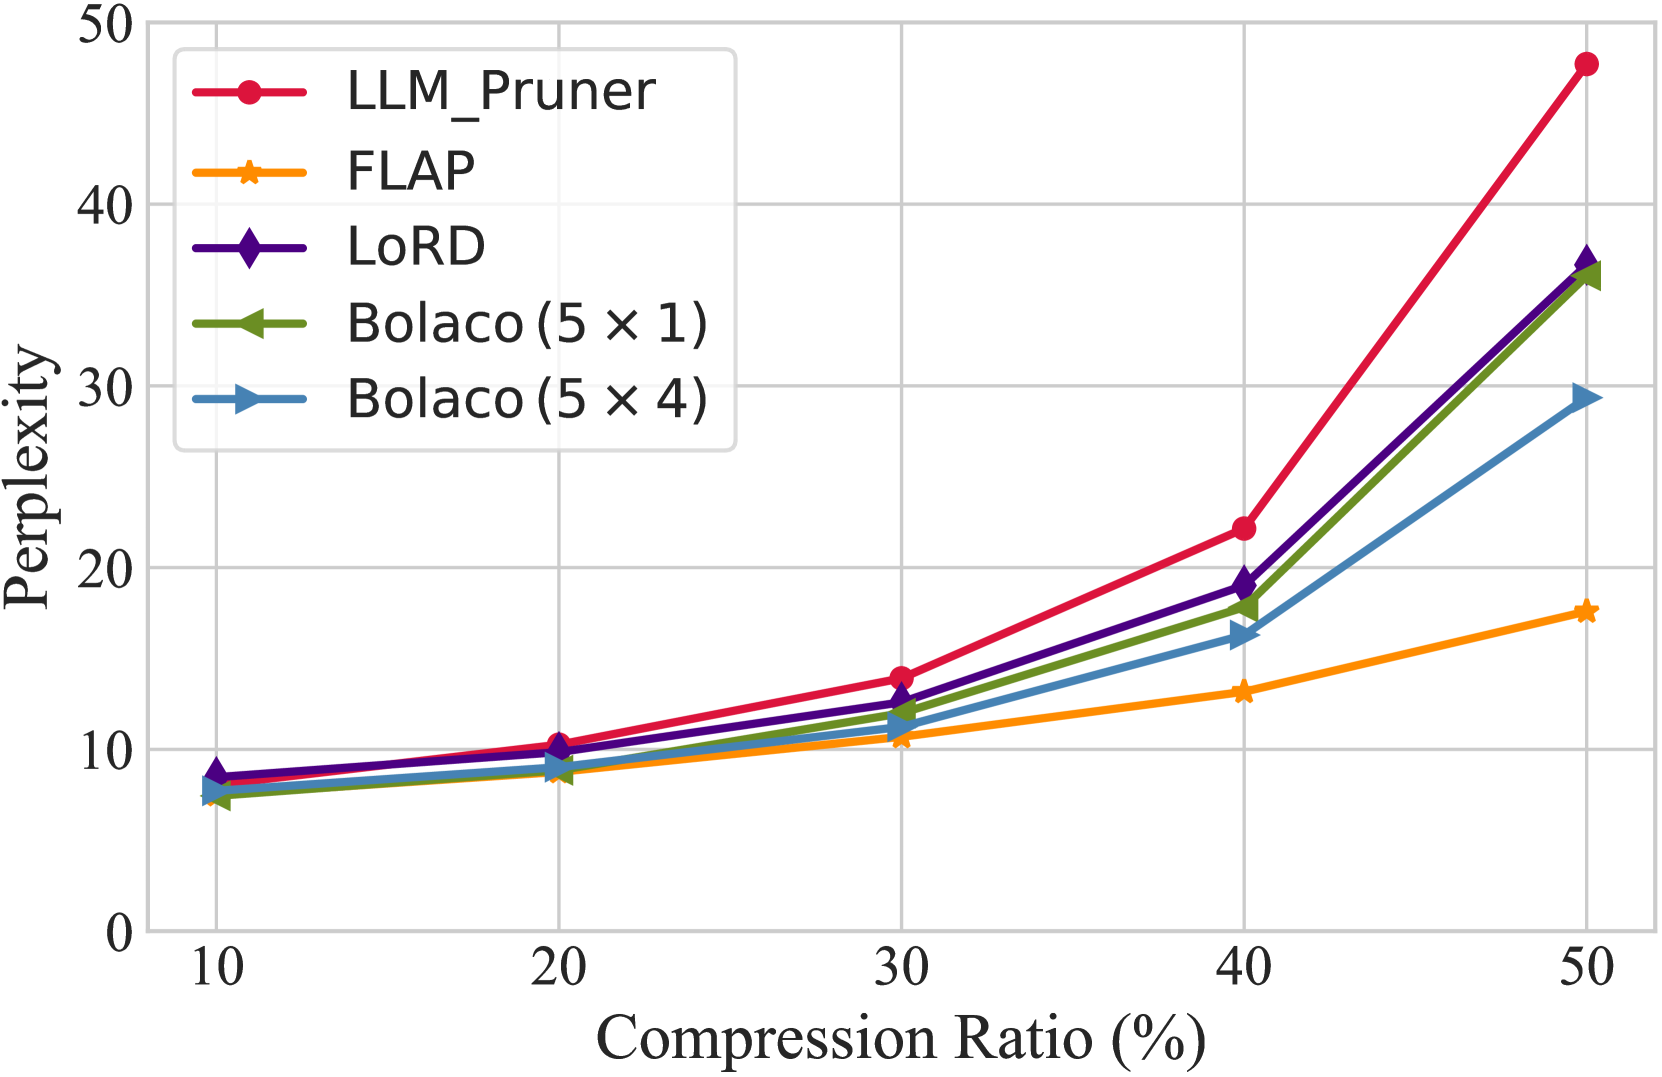 50
40
30
20
10
0
Perplexity
LLM_Pruner
FLAP
LoRD
Bolaco (5 × 1)
Bolaco (5 × 4)
10 20 30 40 50
Compression Ratio (%)